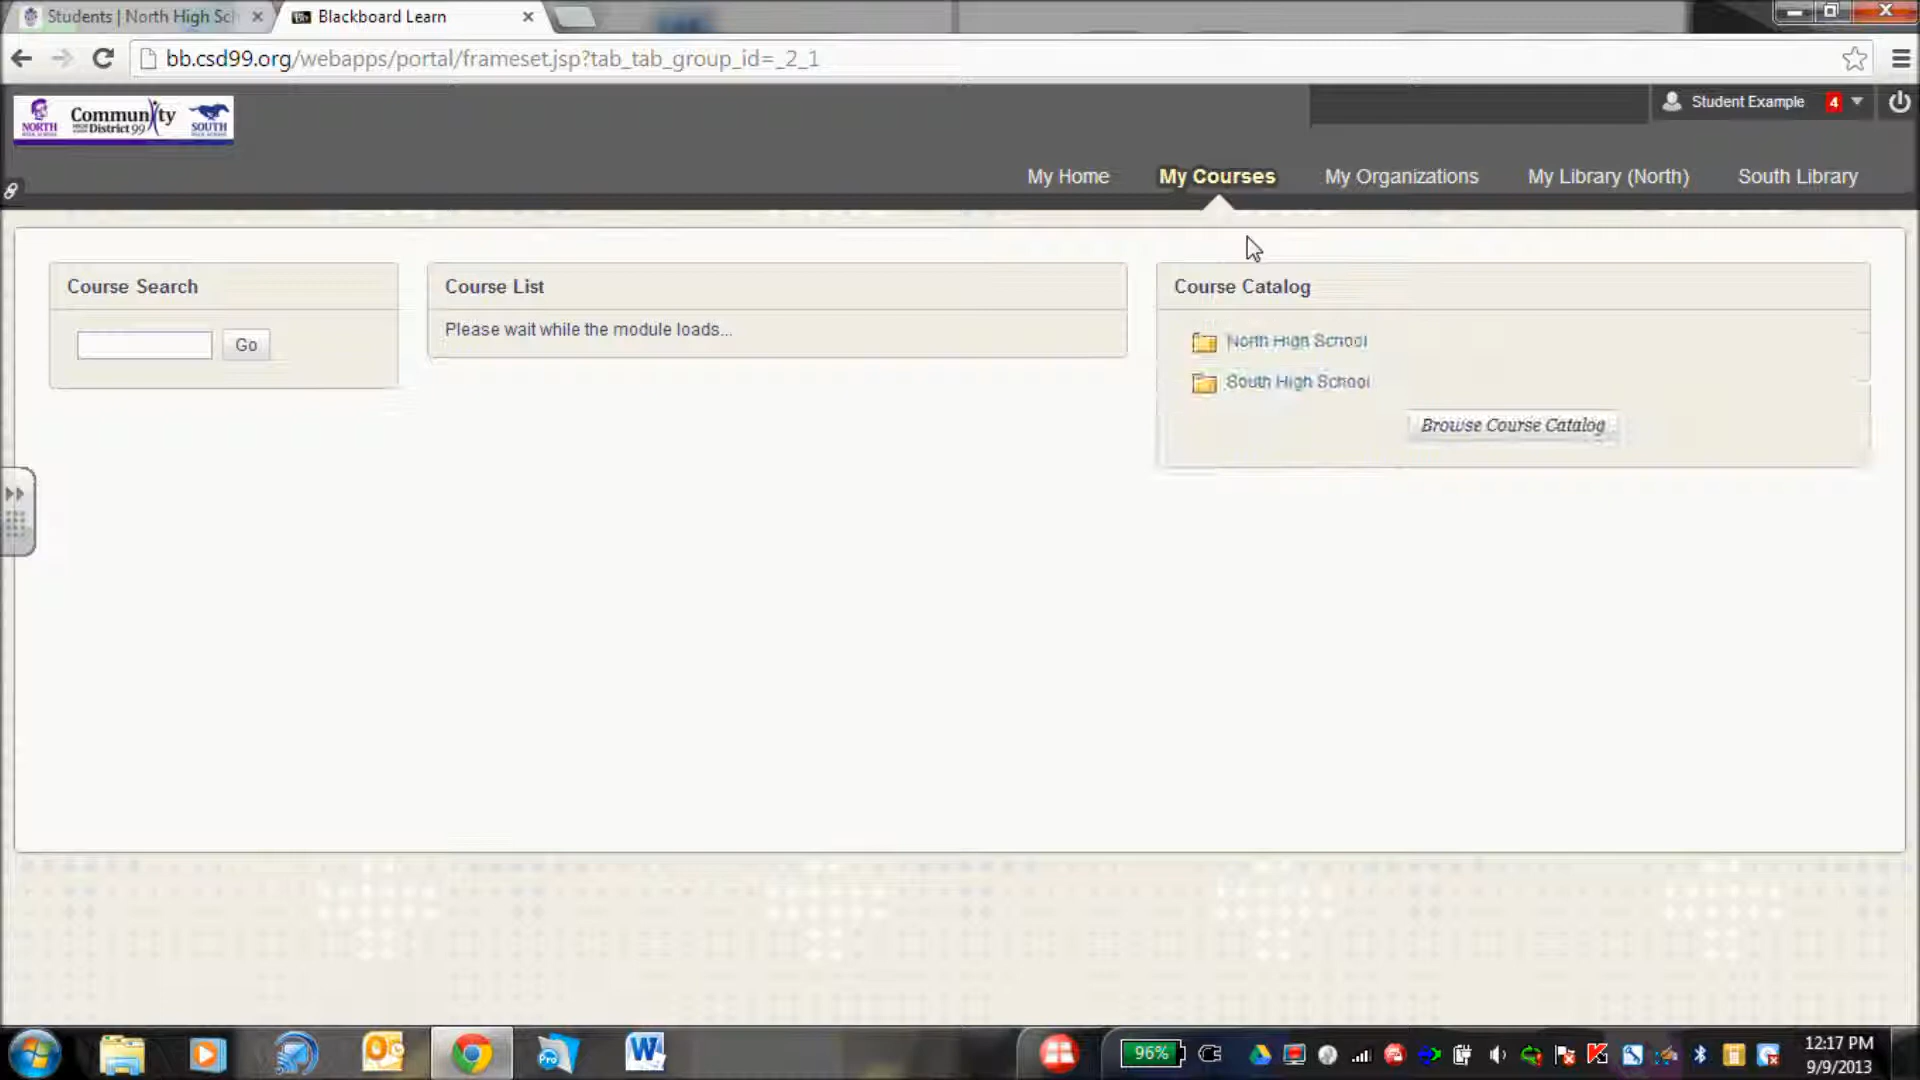 Students | North High Sch
Blackboard Learn
bb.csd99.org/webapps/portal/frameset.jsp?tab_tab_group_id=_2_1
NORTH
Community
District 99
SOUTH
Student Example 4
My Home My Courses My Organizations My Library (North) South Library
Course Search
Go
Course List
Please wait while the module loads...
Course Catalog
North High School
South High School
Browse Course Catalog
Pro
96%
12:17 PM
9/9/2013